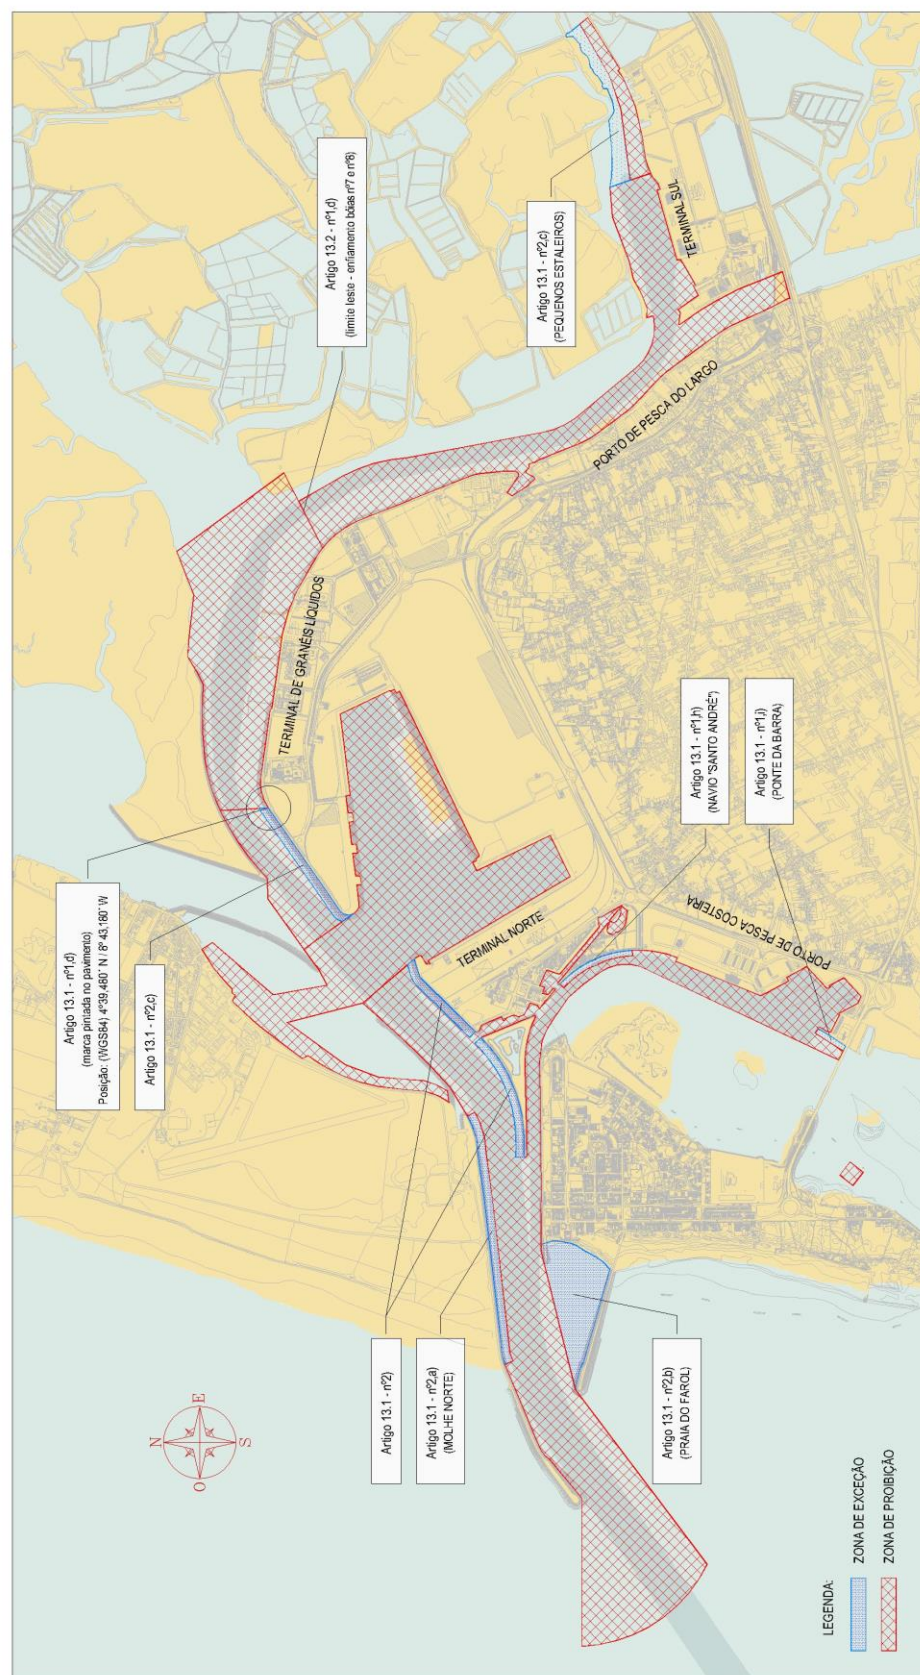 Artigo 13.1 - nº1,d)
(marca pintada no pavimento)
Posição: (WGS84) 4º39,480' N / 8º 43,180' W
Artigo 13.1 - nº2,c)
Artigo 13.2 - nº1,d)
(limite leste - enfiamento bóias nº7 e nº8)
Artigo 13.1 - nº2,c)
(PEQUENOS ESTALEIROS)
TERMINAL SUL
PORTO DE PESCA DO LARGO
TERMINAL DE GRANÉIS LÍQUIDOS
TERMINAL NORTE
Artigo 13.1 - nº1,h)
(NAVIO "SANTO ANDRÉ")
Artigo 13.1 - nº1,i)
(PONTE DA BARRA)
PORTO DE PESCA COSTEIRA
Artigo 13.1 - nº2)
Artigo 13.1 - nº2,a)
(MOLHE NORTE)
Artigo 13.1 - nº2,b)
(PRAIA DO FAROL)
N
O
E
S
LEGENDA:
ZONA DE EXCEÇÃO
ZONA DE PROIBIÇÃO